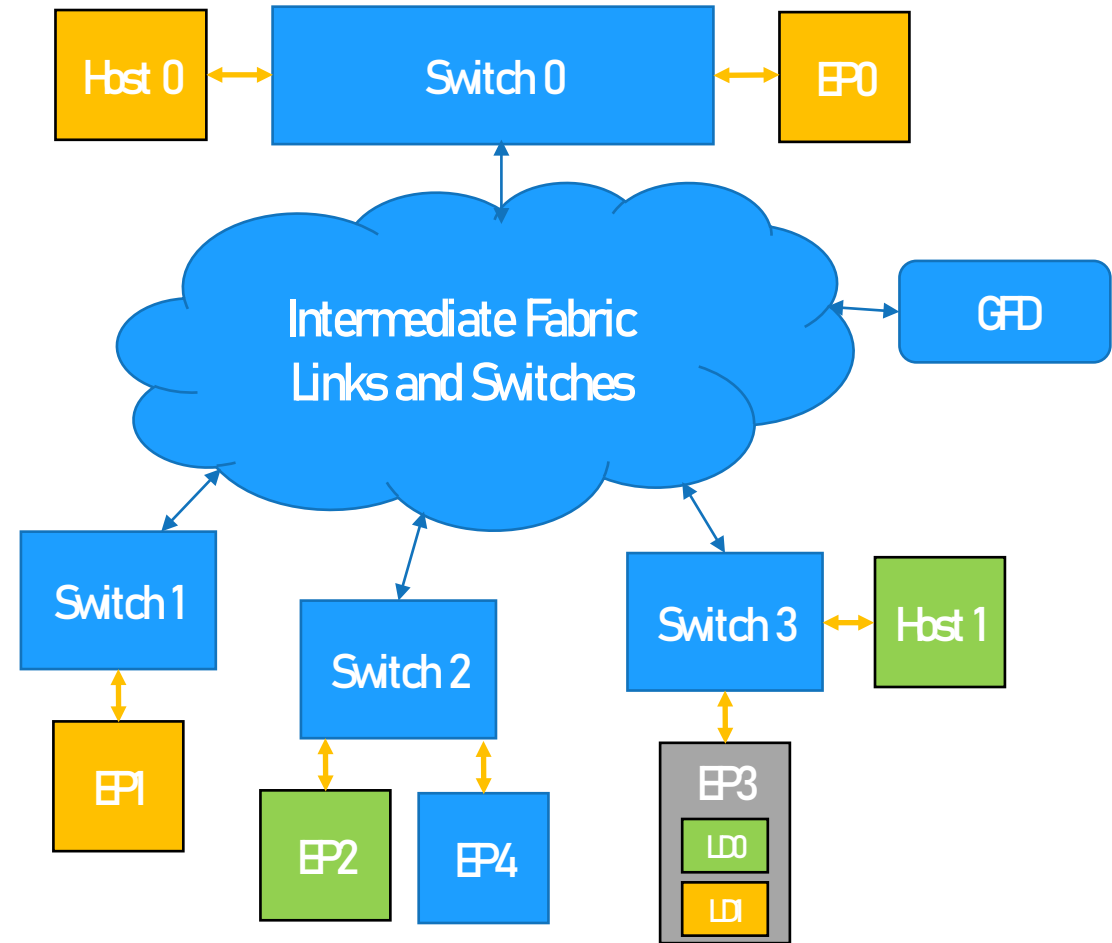 Host 0
Switch 0
EP0
Intermediate Fabric
Links and Switches
GFD
Switch 1
Switch 2
Switch 3
Host 1
EP1
EP2
EP4
EP3
LD0
LD1